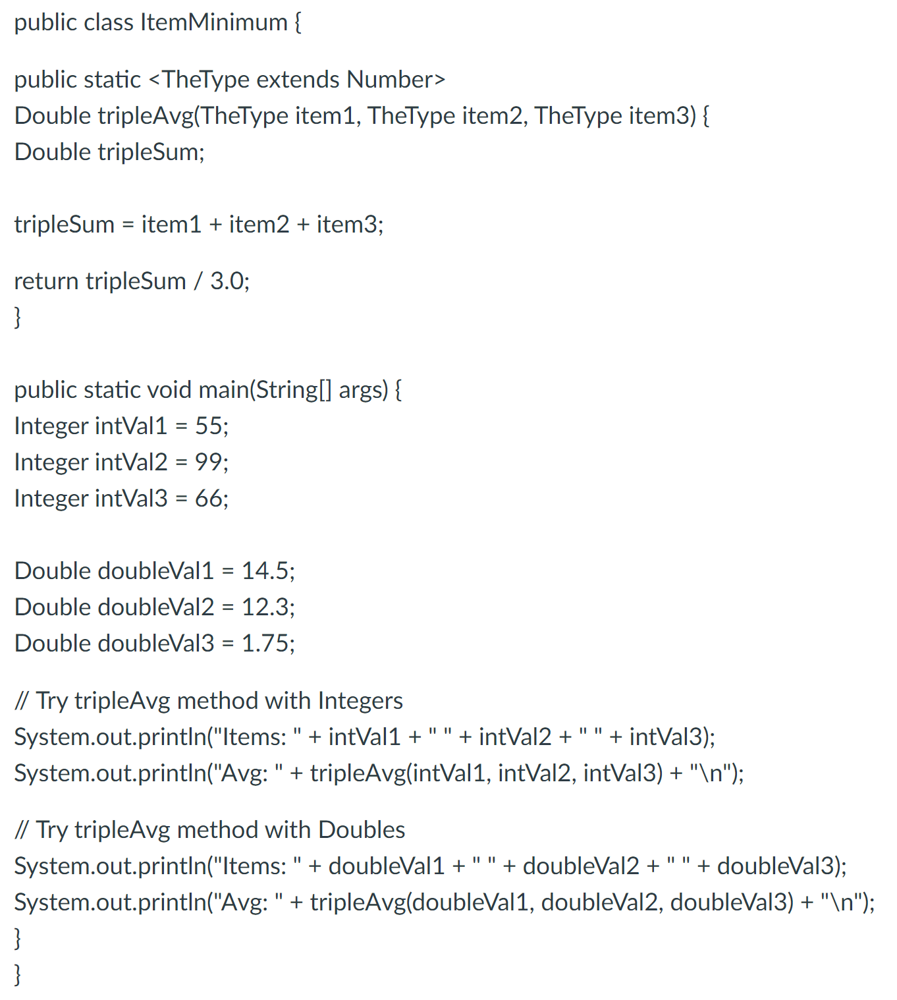 public class ItemMinimum {
public static <TheType extends Number>
Double tripleAvg(TheType item1, TheType item2, TheType item3) {
Double tripleSum;
tripleSum = item1 + item2 + item3;
return tripleSum / 3.0;
}
public static void main(String[] args) {
Integer intVal1 = 55;
Integer intVal2 = 99;
Integer intVal3 = 66;
Double doubleVal1 = 14.5;
Double doubleVal2 = 12.3;
Double doubleVal3 = 1.75;
// Try tripleAvg method with Integers
System.out.println("Items: " + intVal1 + " " + intVal2 + " " + intVal3);
System.out.println("Avg: " + tripleAvg(intVal1, intVal2, intVal3) + "\n");
// Try tripleAvg method with Doubles
System.out.println("Items: " + doubleVal1 + " " + doubleVal2 + " " + doubleVal3);
System.out.println("Avg: " + tripleAvg(doubleVal1, doubleVal2, doubleVal3) + "\n");
}
}